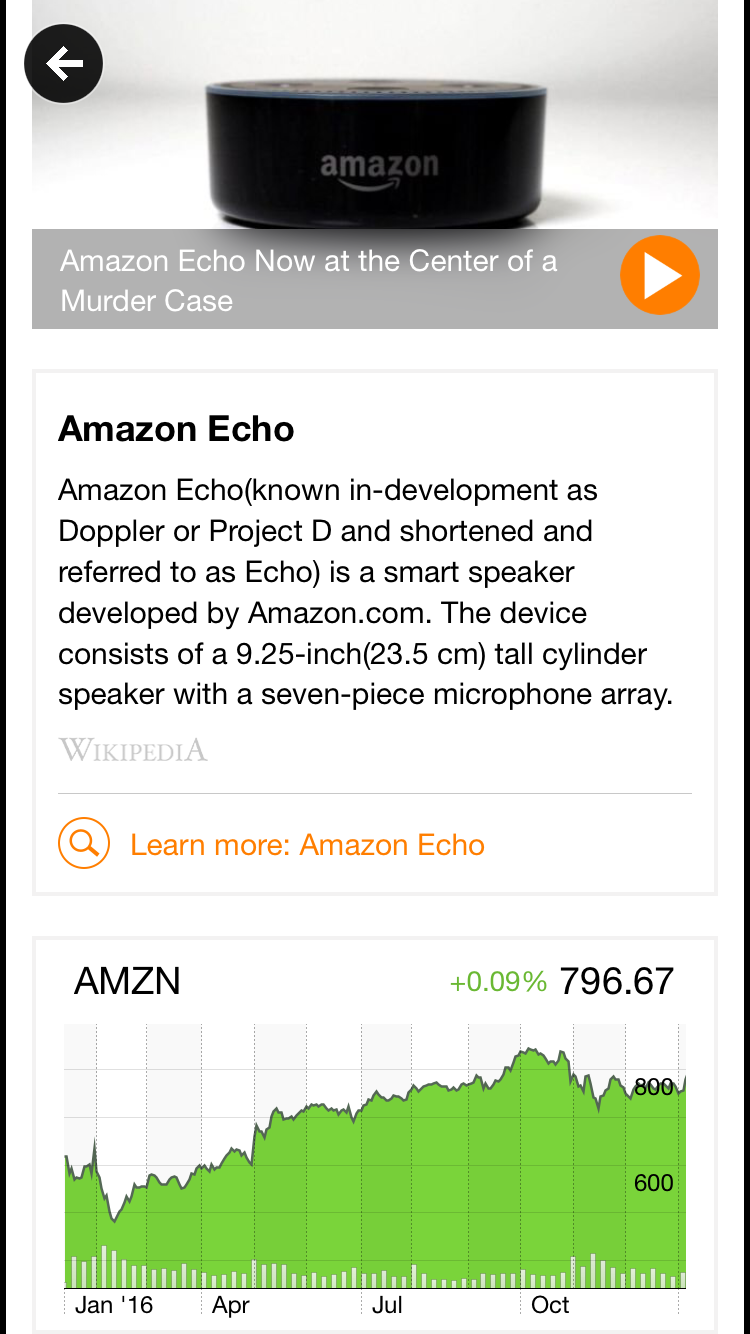 amazon
Amazon Echo Now at the Center of a
Murder Case
Amazon Echo
Amazon Echo(known in-development as
Doppler or Project D and shortened and
referred to as Echo) is a smart speaker
developed by Amazon.com. The device
consists of a 9.25-inch(23.5 cm) tall cylinder
speaker with a seven-piece microphone array.
WIKIPEDIA
Learn more: Amazon Echo
AMZN +0.09% 796.67
800
600
Jan '16 Apr Jul Oct